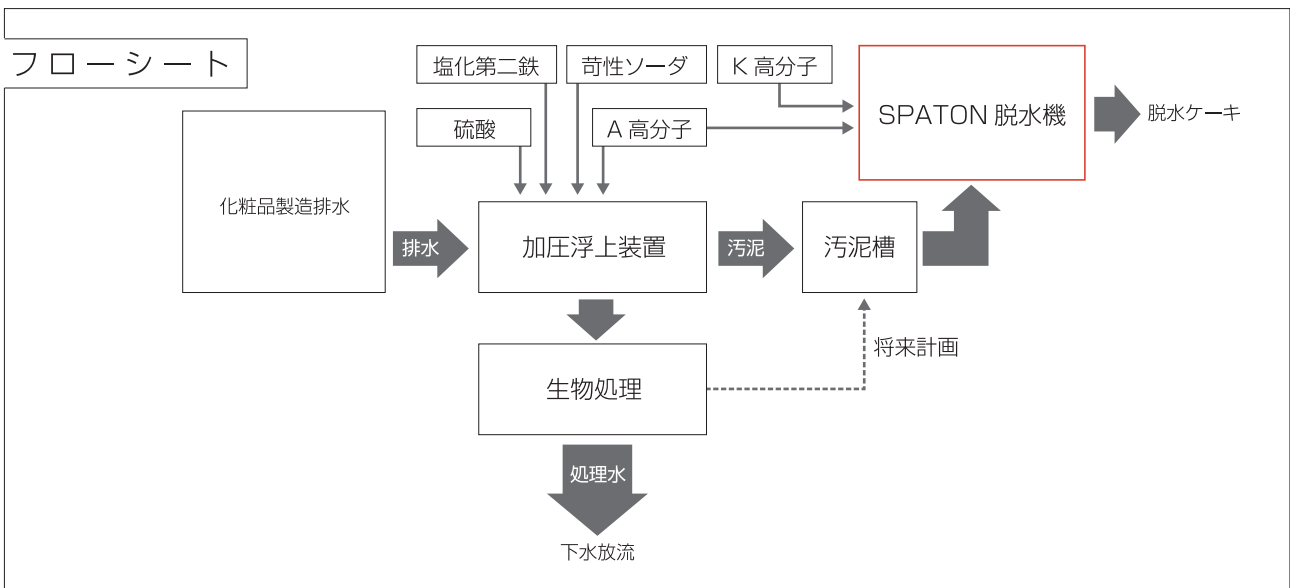 フローシート
塩化第二鉄
苛性ソーダ
K 高分子
硫酸
A 高分子
SPATON 脱水機
脱水ケーキ
化粧品製造排水
排水
加圧浮上装置
汚泥
汚泥槽
将来計画
生物処理
処理水
下水放流